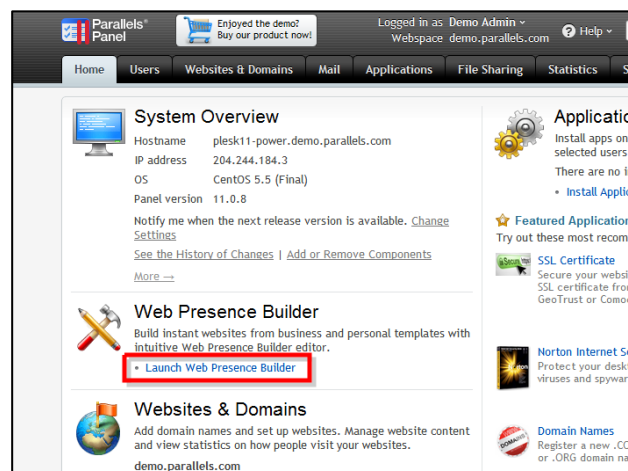 Parallels®
Panel
Enjoyed the demo?
Buy our product now!
Logged in as Demo Admin
Webspace demo.parallels.com
Help
Home Users Websites & Domains Mail Applications File Sharing Statistics S
System Overview
Hostname plesk11-power.demo.parallels.com
IP address 204.244.184.3
OS CentOS 5.5 (Final)
Panel version 11.0.8
Notify me when the next release version is available. Change
Settings
See the History of Changes | Add or Remove Components
More →
Web Presence Builder
Build instant websites from business and personal templates with
intuitive Web Presence Builder editor.
• Launch Web Presence Builder
Websites & Domains
Add domain names and set up websites. Manage website content
and view statistics on how people visit your websites.
demo.parallels.com
Applicatio
Install apps on
selected users
There are no i
• Install Appli
Featured Application
Try out these most recom
SSL Certificate
Secure your websi
SSL certificate fro
GeoTrust or Como
Norton Internet Se
Protect your desk
viruses and spywar
Domain Names
Register a new .CO
or .ORG domain na